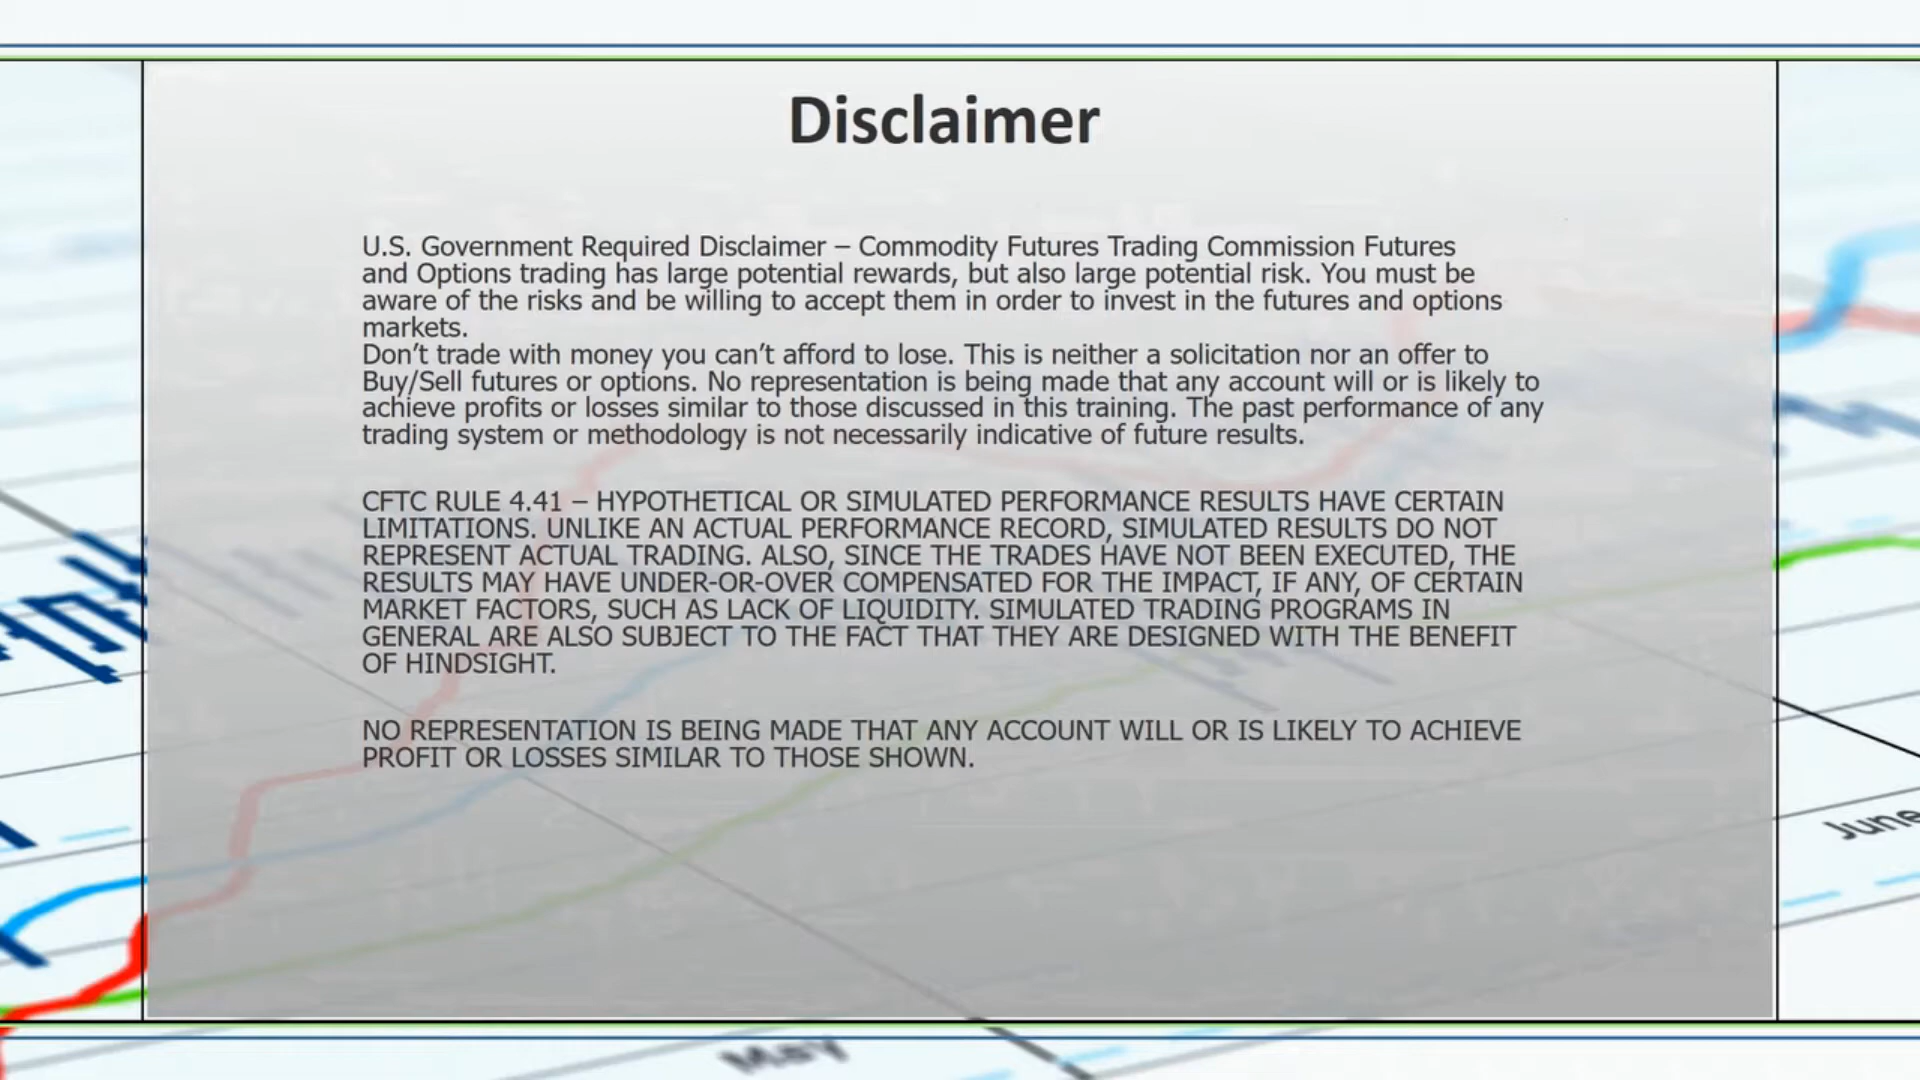 Disclaimer
U.S. Government Required Disclaimer – Commodity Futures Trading Commission Futures
and Options trading has large potential rewards, but also large potential risk. You must be
aware of the risks and be willing to accept them in order to invest in the futures and options
markets.
Don’t trade with money you can’t afford to lose. This is neither a solicitation nor an offer to
Buy/Sell futures or options. No representation is being made that any account will or is likely to
achieve profits or losses similar to those discussed in this training. The past performance of any
trading system or methodology is not necessarily indicative of future results.
CFTC RULE 4.41 – HYPOTHETICAL OR SIMULATED PERFORMANCE RESULTS HAVE CERTAIN
LIMITATIONS. UNLIKE AN ACTUAL PERFORMANCE RECORD, SIMULATED RESULTS DO NOT
REPRESENT ACTUAL TRADING. ALSO, SINCE THE TRADES HAVE NOT BEEN EXECUTED, THE
RESULTS MAY HAVE UNDER-OR-OVER COMPENSATED FOR THE IMPACT, IF ANY, OF CERTAIN
MARKET FACTORS, SUCH AS LACK OF LIQUIDITY. SIMULATED TRADING PROGRAMS IN
GENERAL ARE ALSO SUBJECT TO THE FACT THAT THEY ARE DESIGNED WITH THE BENEFIT
OF HINDSIGHT.
NO REPRESENTATION IS BEING MADE THAT ANY ACCOUNT WILL OR IS LIKELY TO ACHIEVE
PROFIT OR LOSSES SIMILAR TO THOSE SHOWN.
June
May